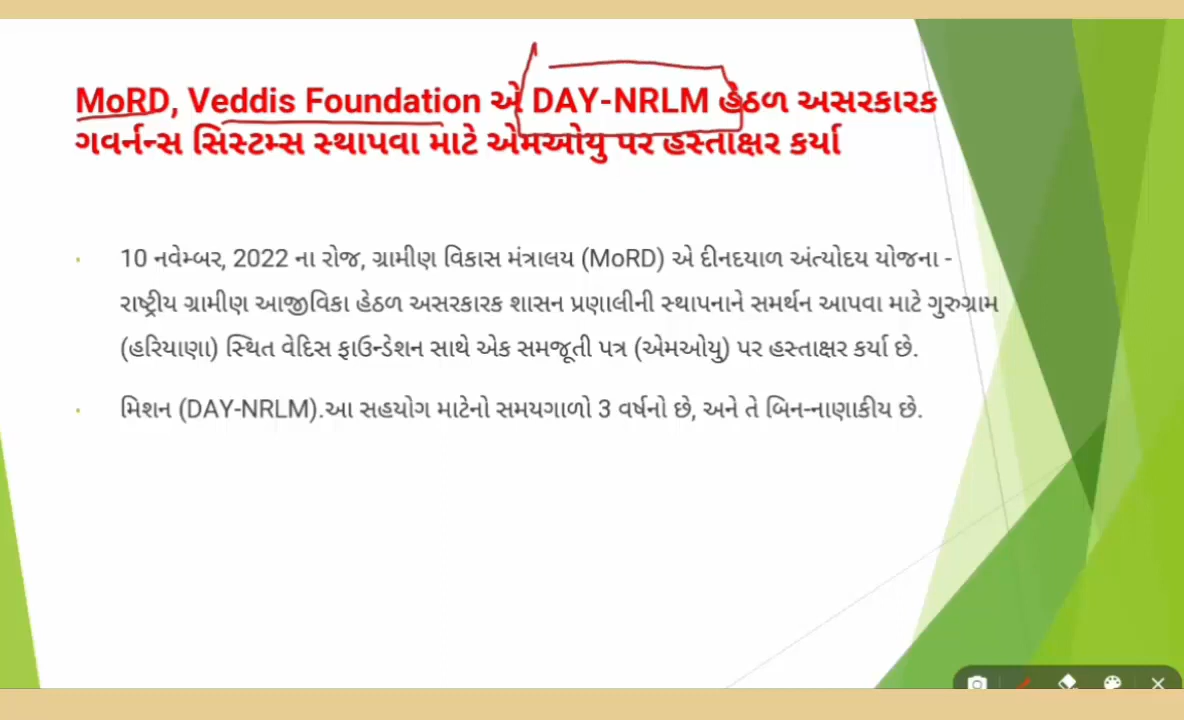 MoRD, Veddis Foundation એ DAY-NRLM હેઠળ અસરકારક
ગવર્નન્સ સિસ્ટમ્સ સ્થાપવા માટે એમઓયુ પર હસ્તાક્ષર કર્યા
10 નવેમ્બર, 2022 ના રોજ, ગ્રામીણ વિકાસ મંત્રાલય (MoRD) એ દીનદયાળ અંત્યોદય યોજના -
રાષ્ટ્રીય ગ્રામીણ આજીવિકા હેઠળ અસરકારક શાસન પ્રણાલીની સ્થાપનાને સમર્થન આપવા માટે ગુરુગ્રામ
(હરિયાણા) સ્થિત વેદિસ ફાઉન્ડેશન સાથે એક સમજૂતી પત્ર (એમઓયુ) પર હસ્તાક્ષર કર્યા છે.
મિશન (DAY-NRLM).આ સહયોગ માટેનો સમયગાળો 3 વર્ષનો છે, અને તે બિન-નાણાકીય છે.